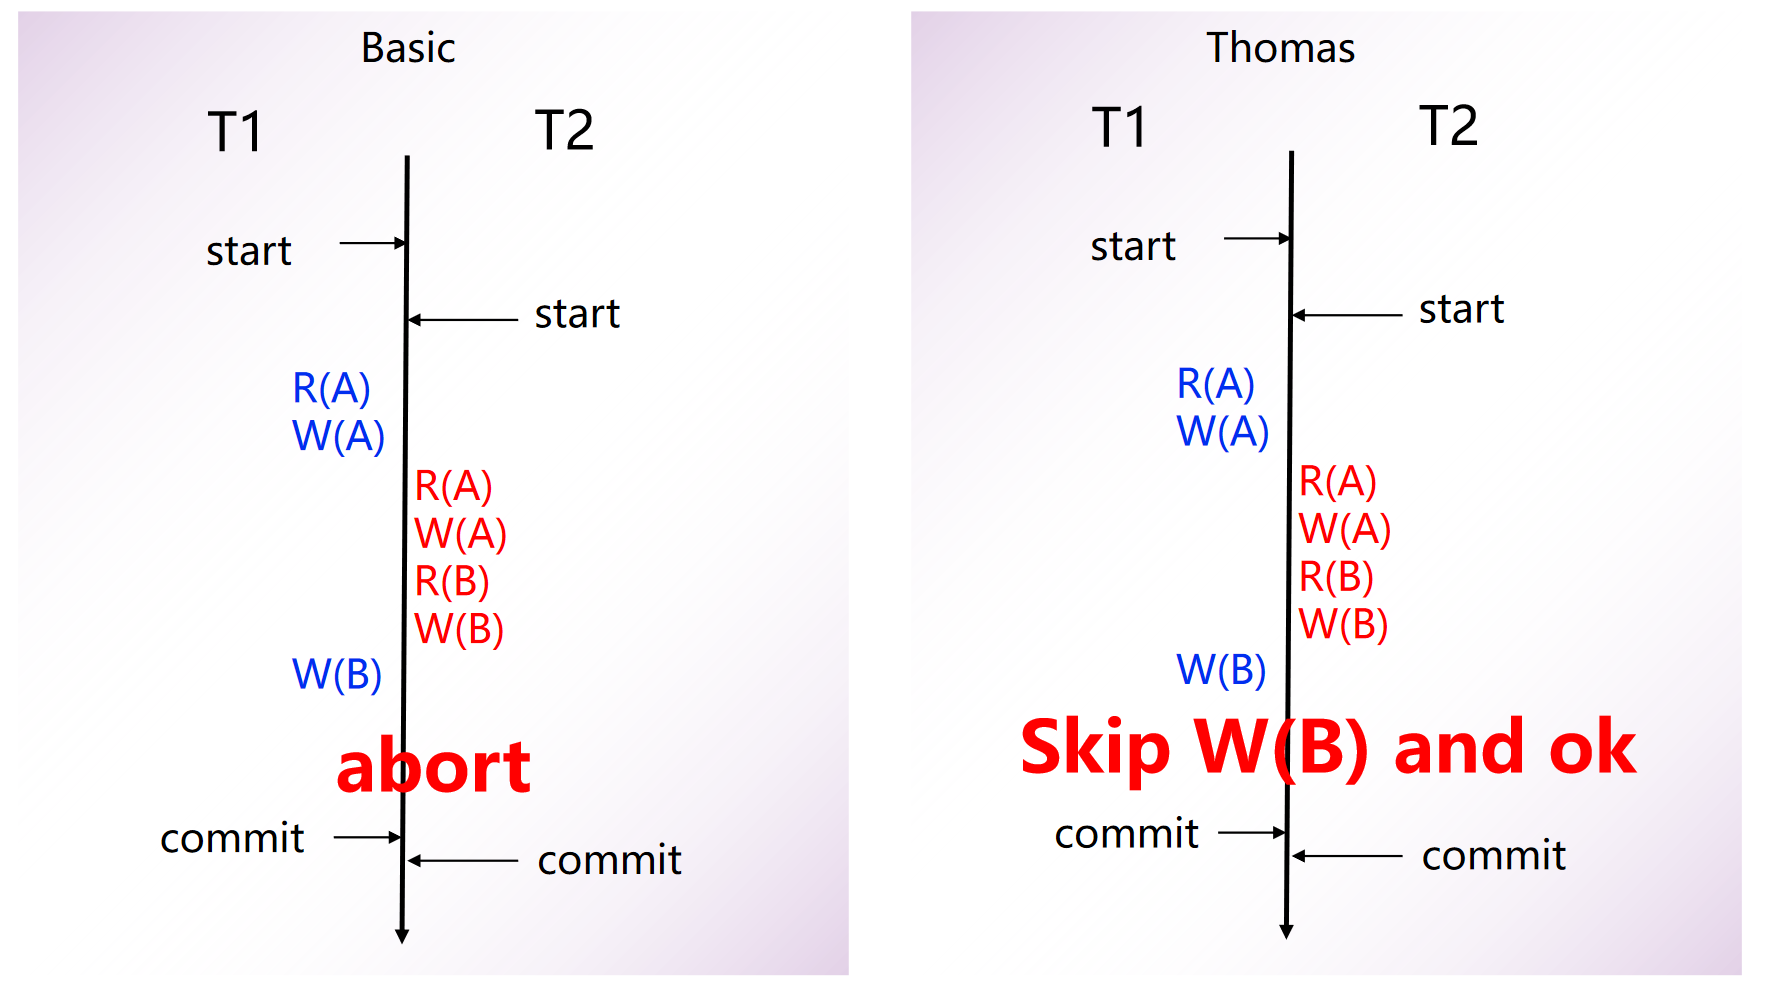 Basic
T1
T2
start
start
R(A)
W(A)
R(A)
W(A)
R(B)
W(B)
W(B)
abort
commit
commit
Thomas
T1
T2
start
start
R(A)
W(A)
R(A)
W(A)
R(B)
W(B)
W(B)
Skip W(B) and ok
commit
commit